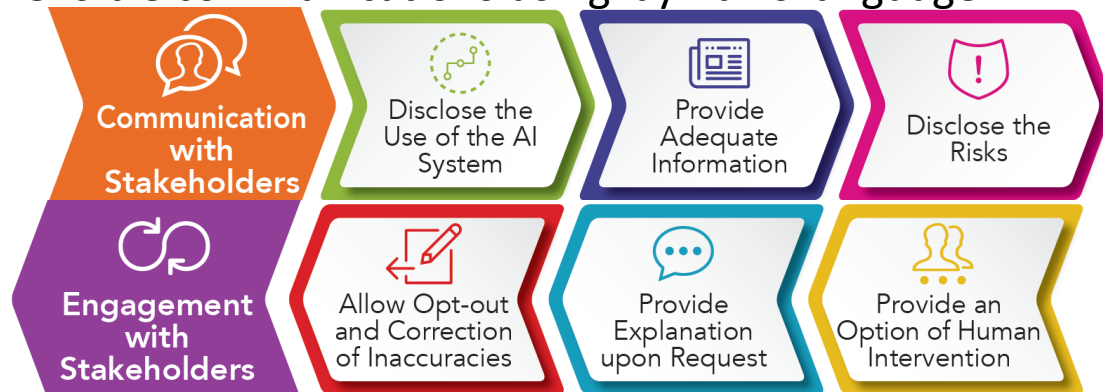 Communication
with
Stakeholders
Disclose the
Use of the AI
System
Provide
Adequate
Information
Disclose the
Risks
Engagement
with
Stakeholders
Allow Opt-out
and Correction
of Inaccuracies
Provide
Explanation
upon Request
Provide an
Option of Human
Intervention